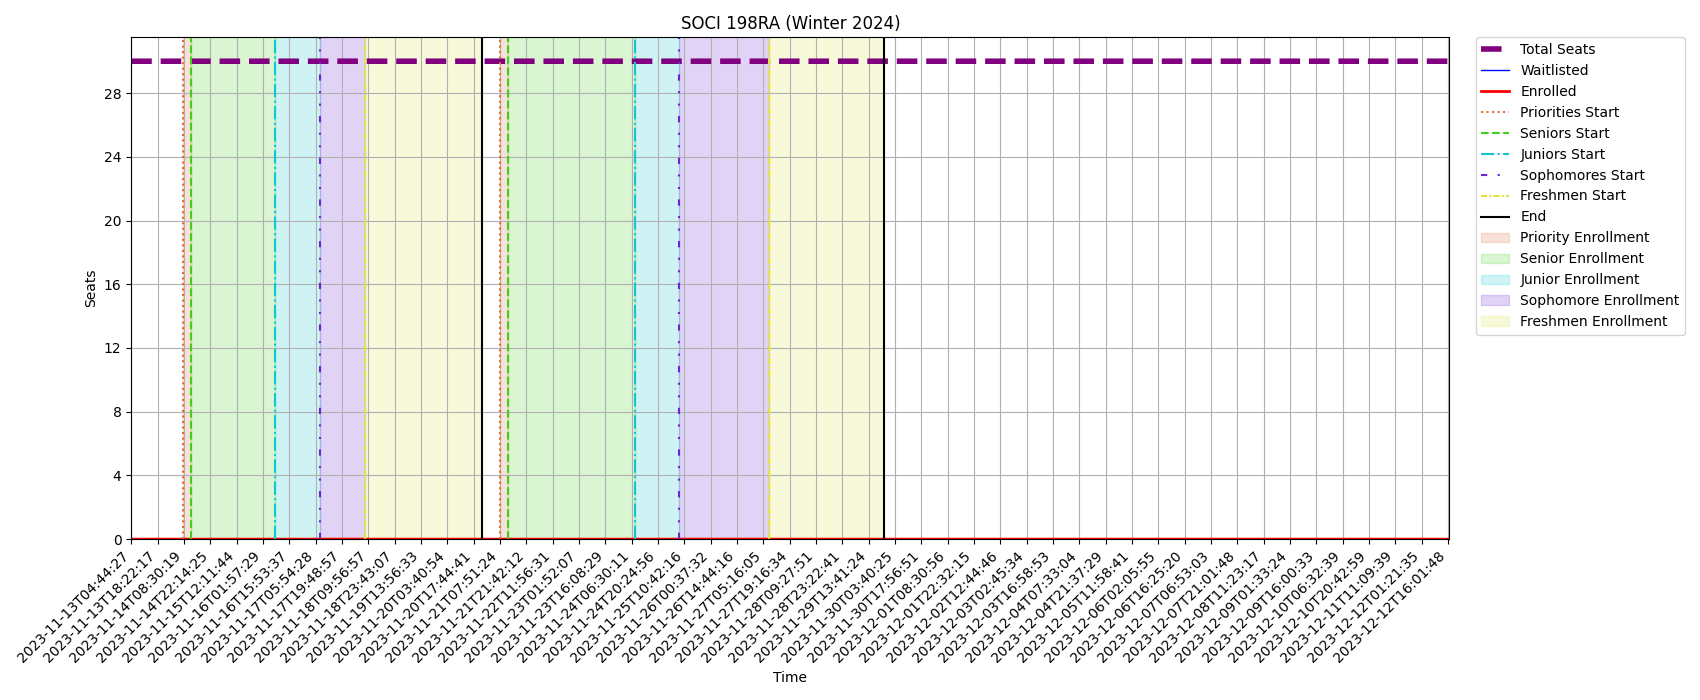 SOCI 198RA (Winter 2024)
Seats
28
24
20
16
12
8
4
0
2023-11-13T04:44:27
2023-11-13T18:22:17
2023-11-14T08:30:19
2023-11-14T22:14:25
2023-11-15T12:11:44
2023-11-16T01:57:29
2023-11-16T15:53:37
2023-11-17T05:54:28
2023-11-17T19:48:57
2023-11-18T09:56:57
2023-11-18T23:43:07
2023-11-19T13:56:33
2023-11-20T03:40:54
2023-11-20T17:44:41
2023-11-21T07:51:24
2023-11-21T21:42:12
2023-11-22T11:56:31
2023-11-23T01:52:07
2023-11-23T16:08:29
2023-11-24T06:30:11
2023-11-24T20:24:56
2023-11-25T10:42:16
2023-11-26T00:37:32
2023-11-26T14:44:16
2023-11-27T05:16:05
2023-11-27T19:16:34
2023-11-28T09:27:51
2023-11-28T23:22:41
2023-11-29T13:41:24
2023-11-30T03:40:25
2023-11-30T17:56:51
2023-12-01T08:30:56
2023-12-01T22:32:15
2023-12-02T12:44:46
2023-12-03T02:45:34
2023-12-03T16:58:53
2023-12-04T07:33:04
2023-12-04T21:37:29
2023-12-05T11:58:41
2023-12-06T02:05:55
2023-12-06T16:25:20
2023-12-07T06:53:03
2023-12-07T21:01:48
2023-12-08T11:23:17
2023-12-09T01:33:24
2023-12-09T16:00:33
2023-12-10T06:32:39
2023-12-10T20:42:59
2023-12-11T11:09:39
2023-12-12T01:21:35
2023-12-12T16:01:48
Time
Total Seats
Waitlisted
Enrolled
Priorities Start
Seniors Start
Juniors Start
Sophomores Start
Freshmen Start
End
Priority Enrollment
Senior Enrollment
Junior Enrollment
Sophomore Enrollment
Freshmen Enrollment